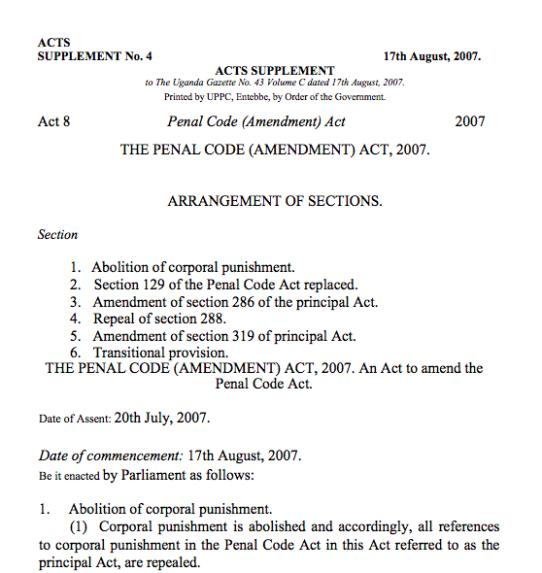 ACTS
SUPPLEMENT No. 4 17th August, 2007.
ACTS SUPPLEMENT
to The Uganda Gazette No. 43 Volume C dated 17th August, 2007.
Printed by UPPC, Entebbe, by Order of the Government.
Act 8 Penal Code (Amendment) Act 2007
THE PENAL CODE (AMENDMENT) ACT, 2007.
ARRANGEMENT OF SECTIONS.
Section
1. Abolition of corporal punishment.
2. Section 129 of the Penal Code Act replaced.
3. Amendment of section 286 of the principal Act.
4. Repeal of section 288.
5. Amendment of section 319 of principal Act.
6. Transitional provision.
THE PENAL CODE (AMENDMENT) ACT, 2007. An Act to amend the
Penal Code Act.
Date of Assent: 20th July, 2007.
Date of commencement: 17th August, 2007.
Be it enacted by Parliament as follows:
1. Abolition of corporal punishment.
(1) Corporal punishment is abolished and accordingly, all references
to corporal punishment in the Penal Code Act in this Act referred to as the
principal Act, are repealed.